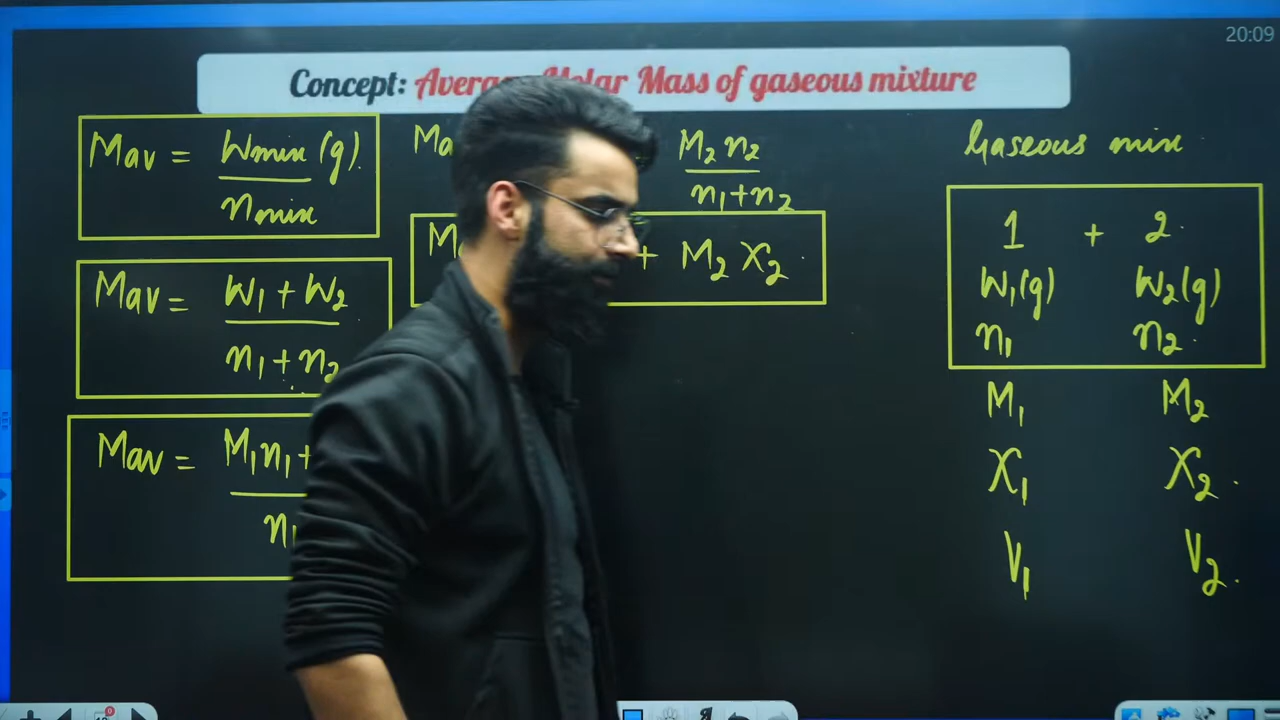 20:09
Concept: Average Molar Mass of gaseous mixture
Mav = Wmix (g).
nmix
Mav = W1 + W2
n1 + n2
Mav = M1n1 +
n1
Ma
M2 n2
n1+n2
M
+ M2 X2
Gaseous mix
1 + 2.
W1(g) W2(g)
n1 n2.
M1 M2
X1 X2.
V1 V2.